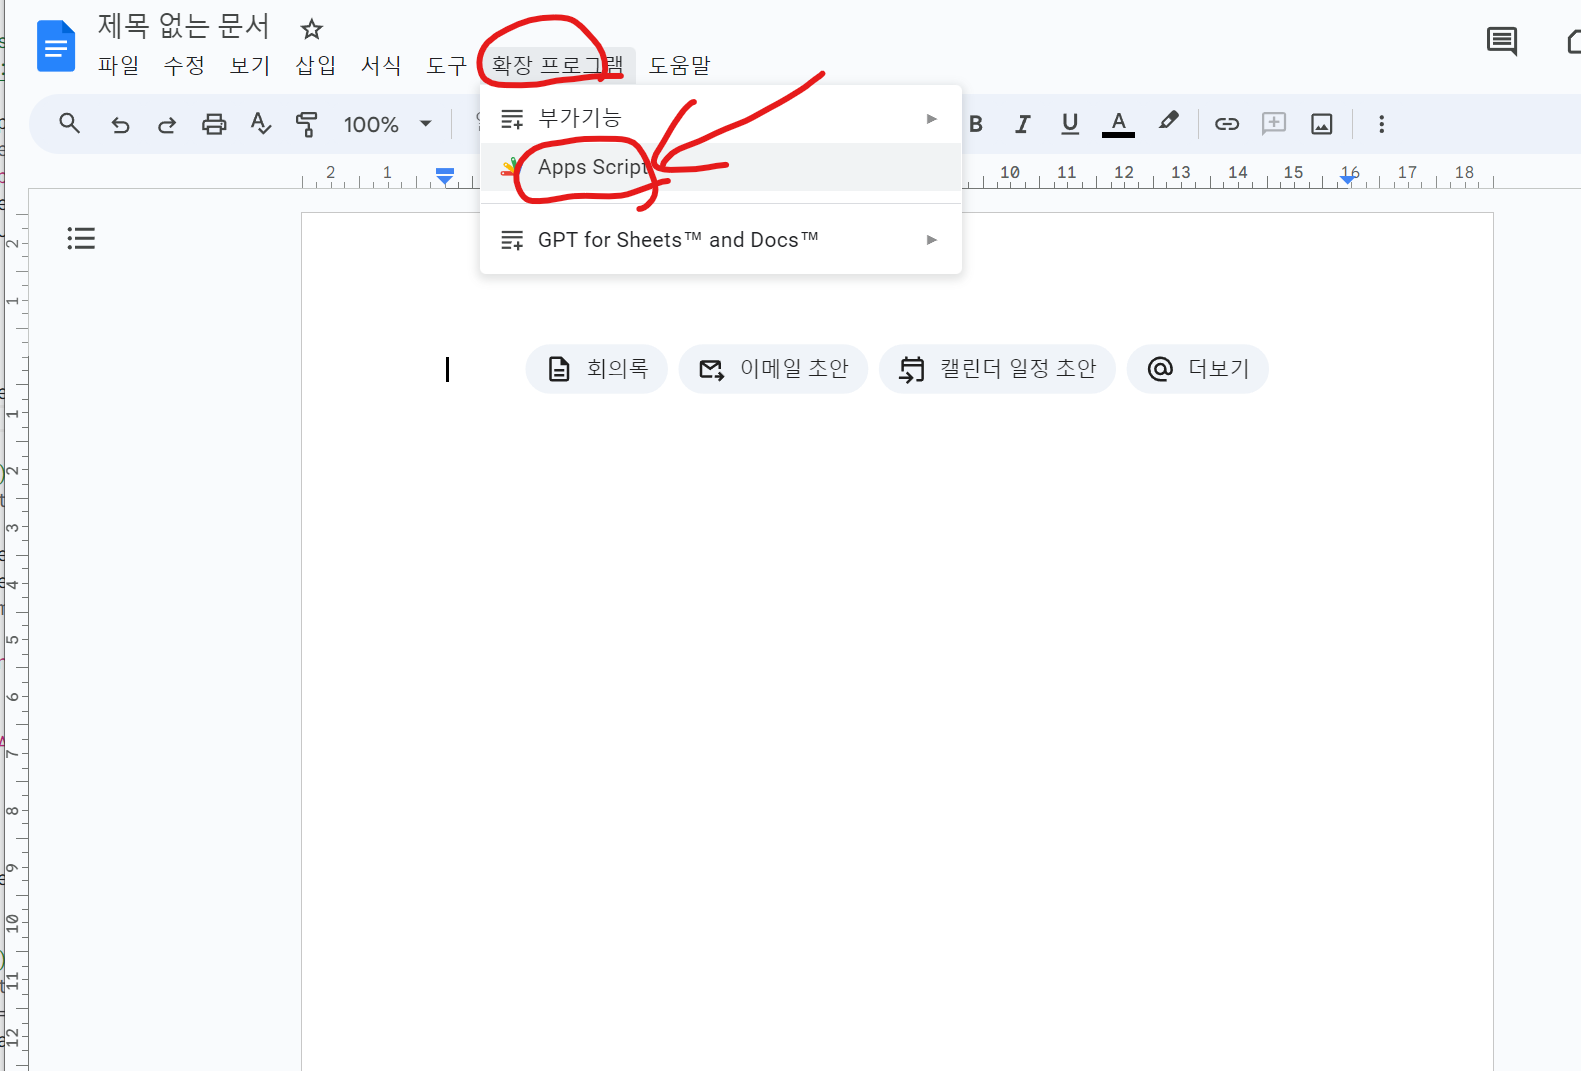 제목 없는 문서
파일 수정 보기 삽입 서식 도구 확장 프로그램 도움말
100%
B I U A
부가기능
Apps Script
GPT for Sheets™ and Docs™
2 1 10 11 12 13 14 15 16 17 18
회의록 이메일 초안 캘린더 일정 초안 더보기
2
1
1
2
3
4
5
6
7
8
9
10
11
12